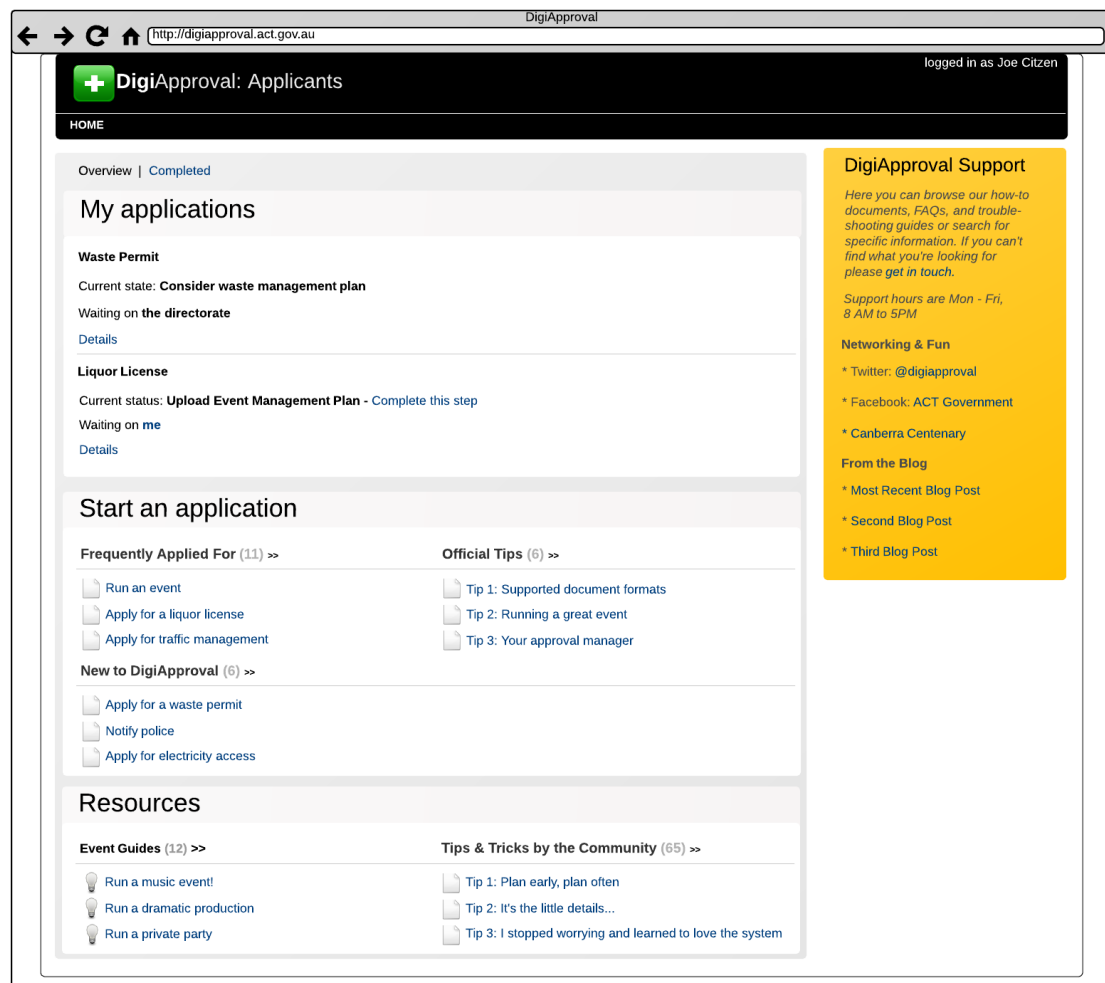 DigiApproval
http://digiapproval.act.gov.au
logged in as Joe Citzen
DigiApproval: Applicants
HOME
Overview | Completed
My applications
Waste Permit
Current state: Consider waste management plan
Waiting on the directorate
Details
Liquor License
Current status: Upload Event Management Plan - Complete this step
Waiting on me
Details
Start an application
Frequently Applied For (11) >>
Run an event
Apply for a liquor license
Apply for traffic management
Official Tips (6) >>
Tip 1: Supported document formats
Tip 2: Running a great event
Tip 3: Your approval manager
New to DigiApproval (6) >>
Apply for a waste permit
Notify police
Apply for electricity access
Resources
Event Guides (12) >>
Run a music event!
Run a dramatic production
Run a private party
Tips & Tricks by the Community (65) >>
Tip 1: Plan early, plan often
Tip 2: It's the little details...
Tip 3: I stopped worrying and learned to love the system
DigiApproval Support
Here you can browse our how-to
documents, FAQs, and trouble-
shooting guides or search for
specific information. If you can't
find what you're looking for
please get in touch.
Support hours are Mon - Fri,
8 AM to 5PM
Networking & Fun
* Twitter: @digiapproval
* Facebook: ACT Government
* Canberra Centenary
From the Blog
* Most Recent Blog Post
* Second Blog Post
* Third Blog Post